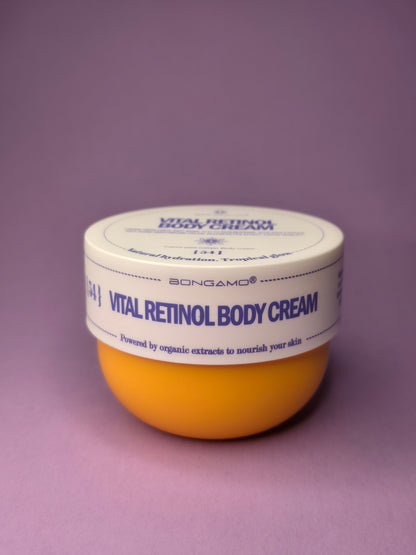 VITAL RETINOL
BODY CREAM
{54}
Natural hydration. Tropical glow.
BONGAMO®
54}
VITAL RETINOL BODY CREAM
Powered by organic extracts to nourish your skin